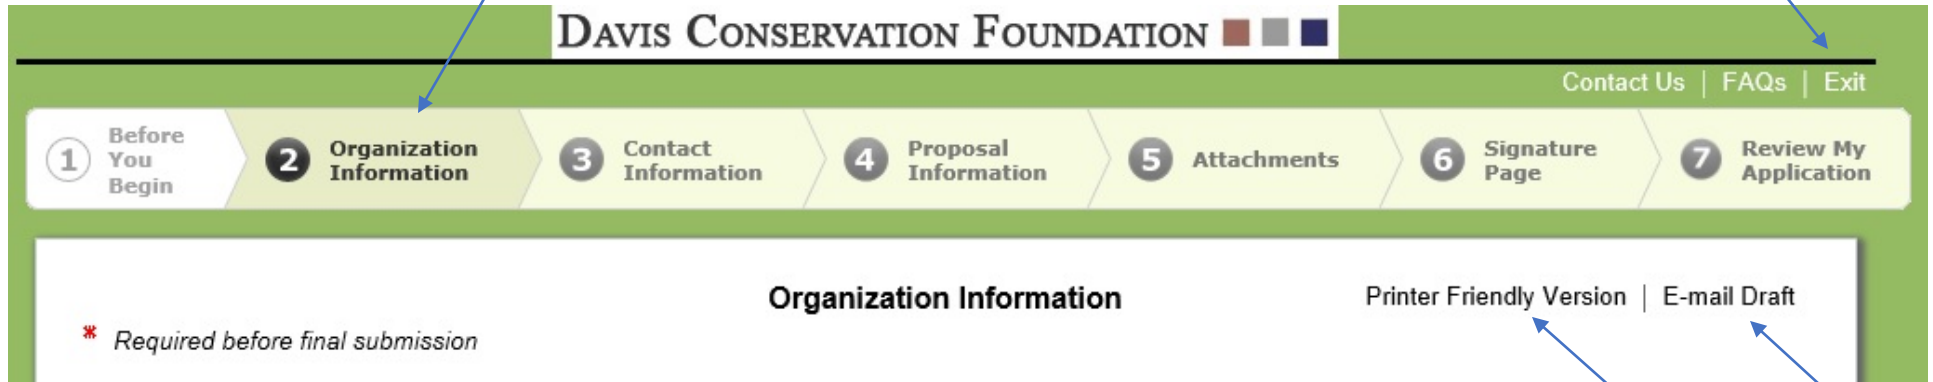 DAVIS CONSERVATION FOUNDATION
Contact Us | FAQs | Exit
1 Before You Begin
2 Organization Information
3 Contact Information
4 Proposal Information
5 Attachments
6 Signature Page
7 Review My Application
Organization Information
Printer Friendly Version | E-mail Draft
* Required before final submission